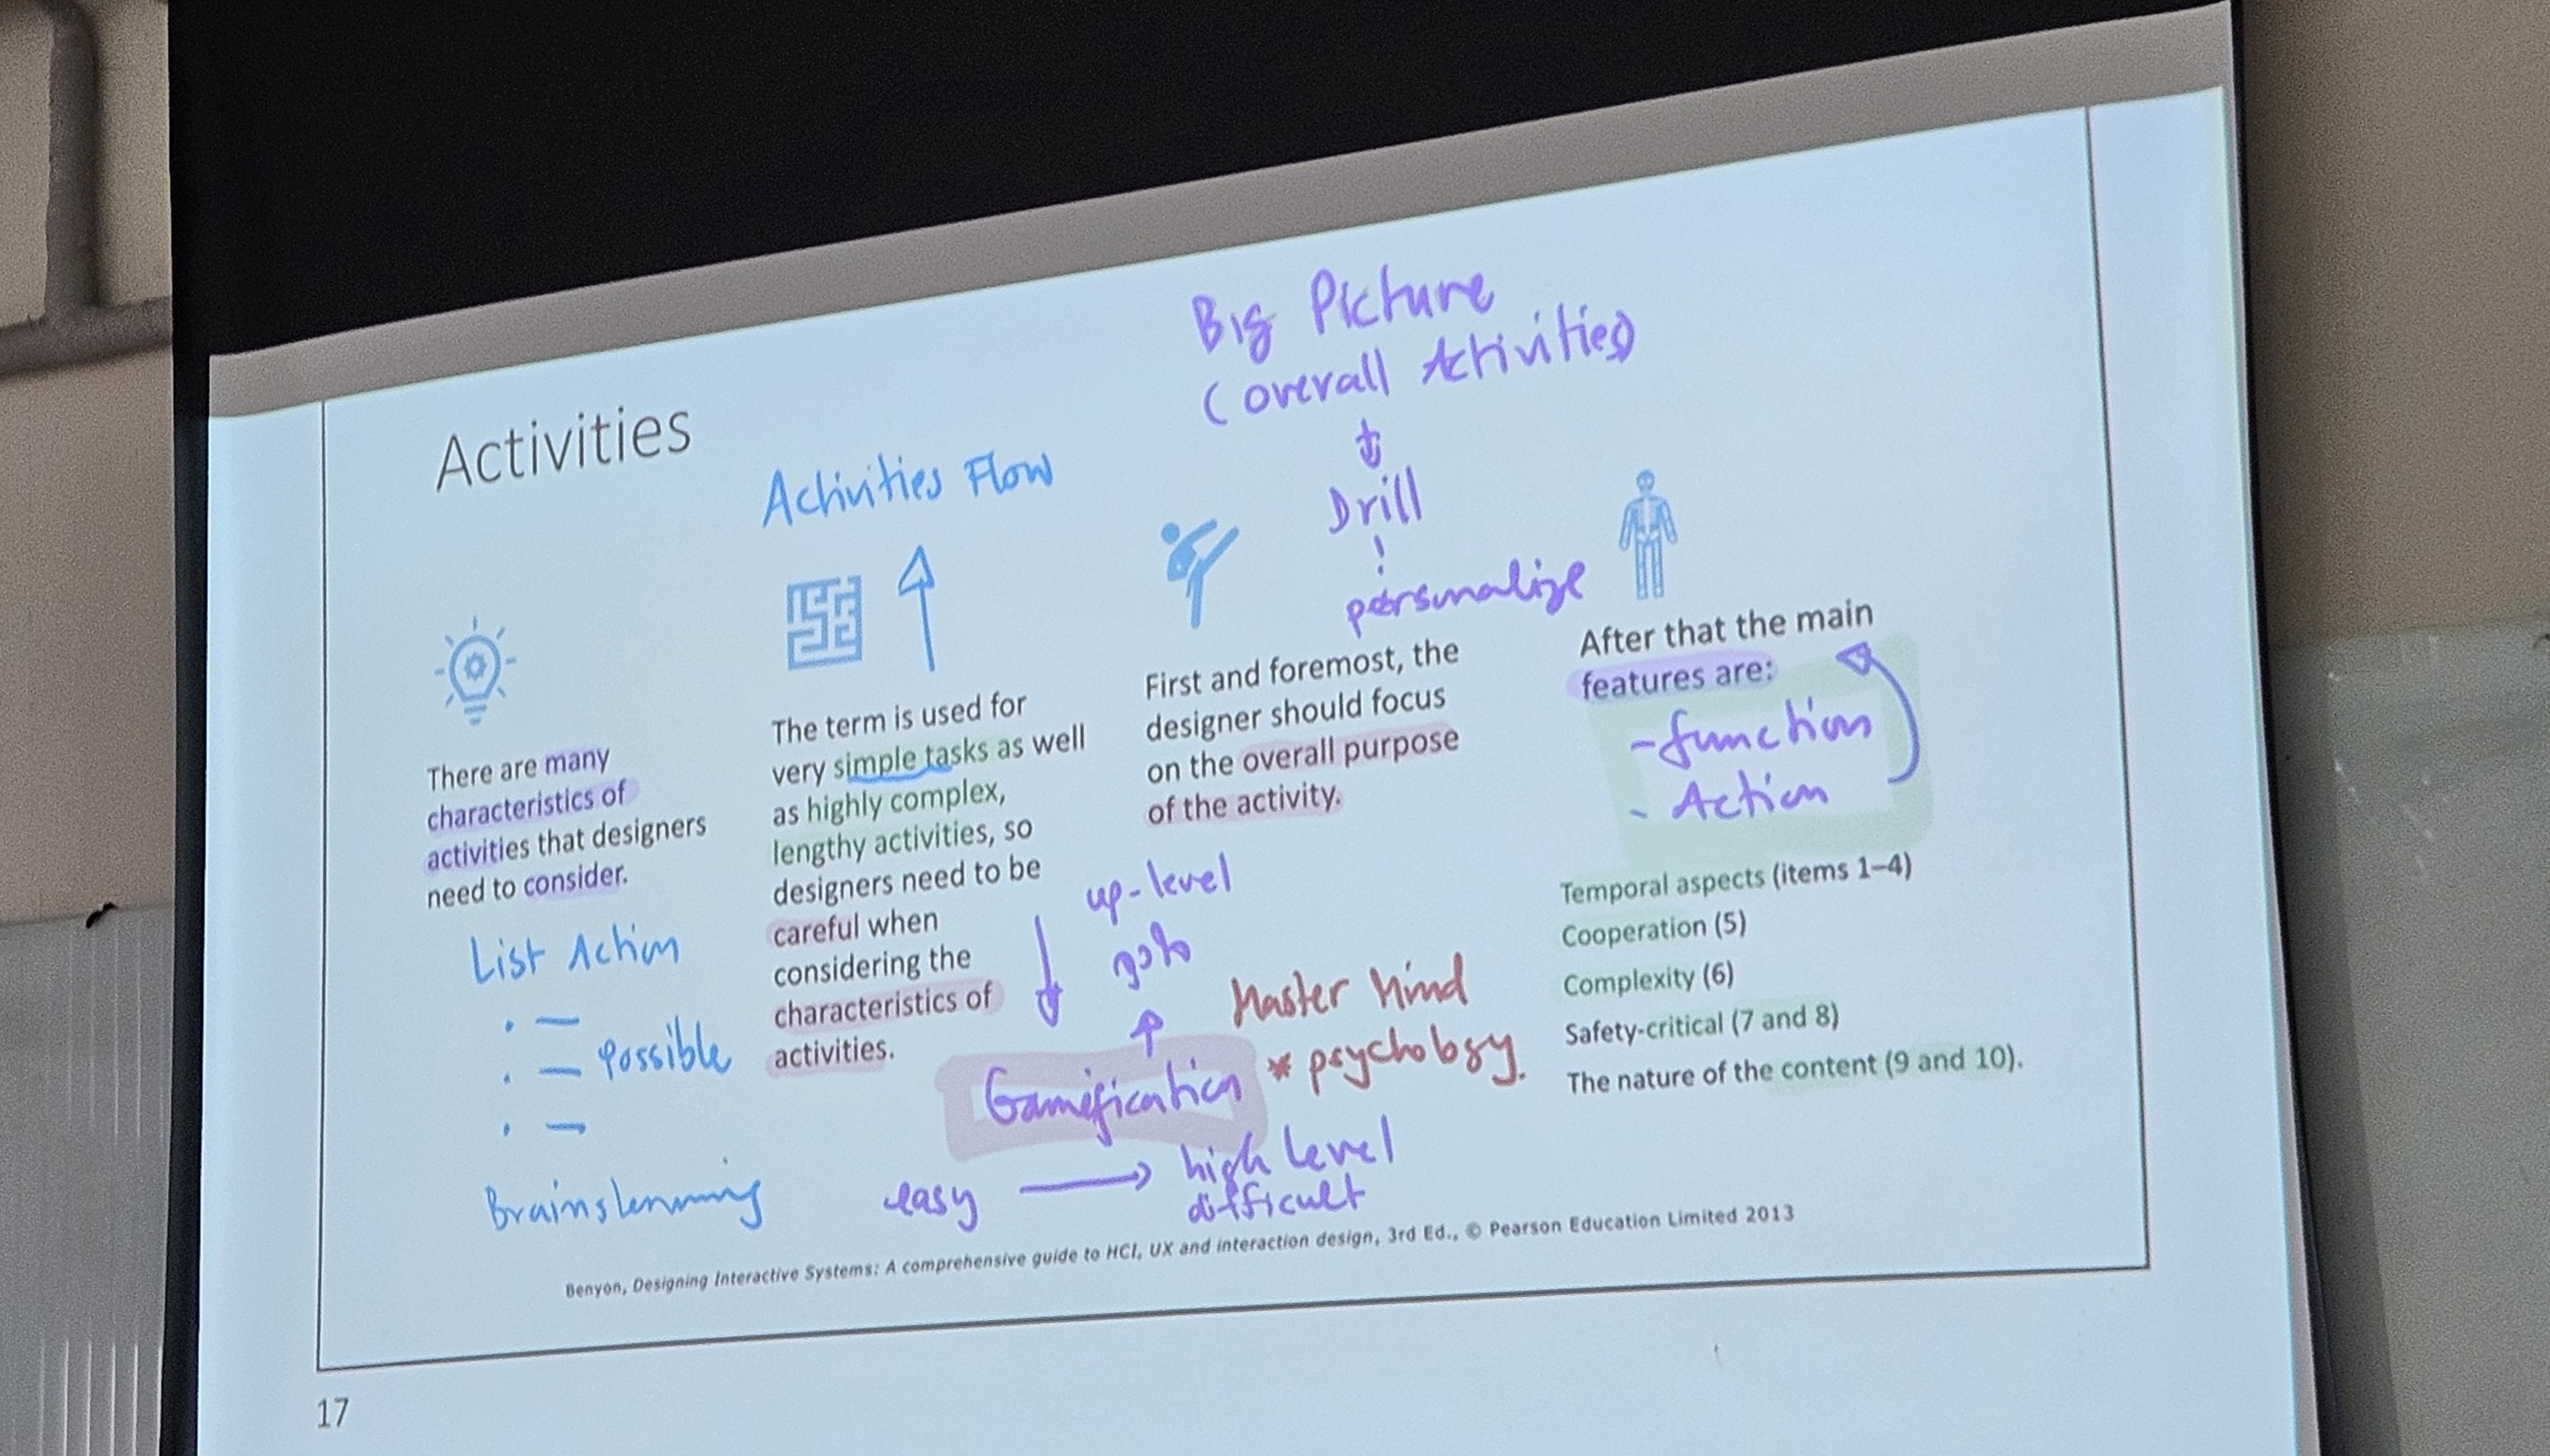 Big Picture
(overall Activities)
Drill
personalize
Activities
Activities Flow
There are many
characteristics of
activities that designers
need to consider.
List Action
Possible
Brainstorming
The term is used for
very simple tasks as well
as highly complex,
lengthy activities, so
designers need to be
careful when
considering the
characteristics of
activities.
First and foremost, the
designer should focus
on the overall purpose
of the activity.
up-level
goto
Master Mind
* psychology.
Gamification
easy → high level
difficult
After that the main
features are:
- function
- Action
Temporal aspects (items 1–4)
Cooperation (5)
Complexity (6)
Safety-critical (7 and 8)
The nature of the content (9 and 10).
Benyon, Designing Interactive Systems: A comprehensive guide to HCI, UX and interaction design, 3rd Ed., © Pearson Education Limited 2013
17